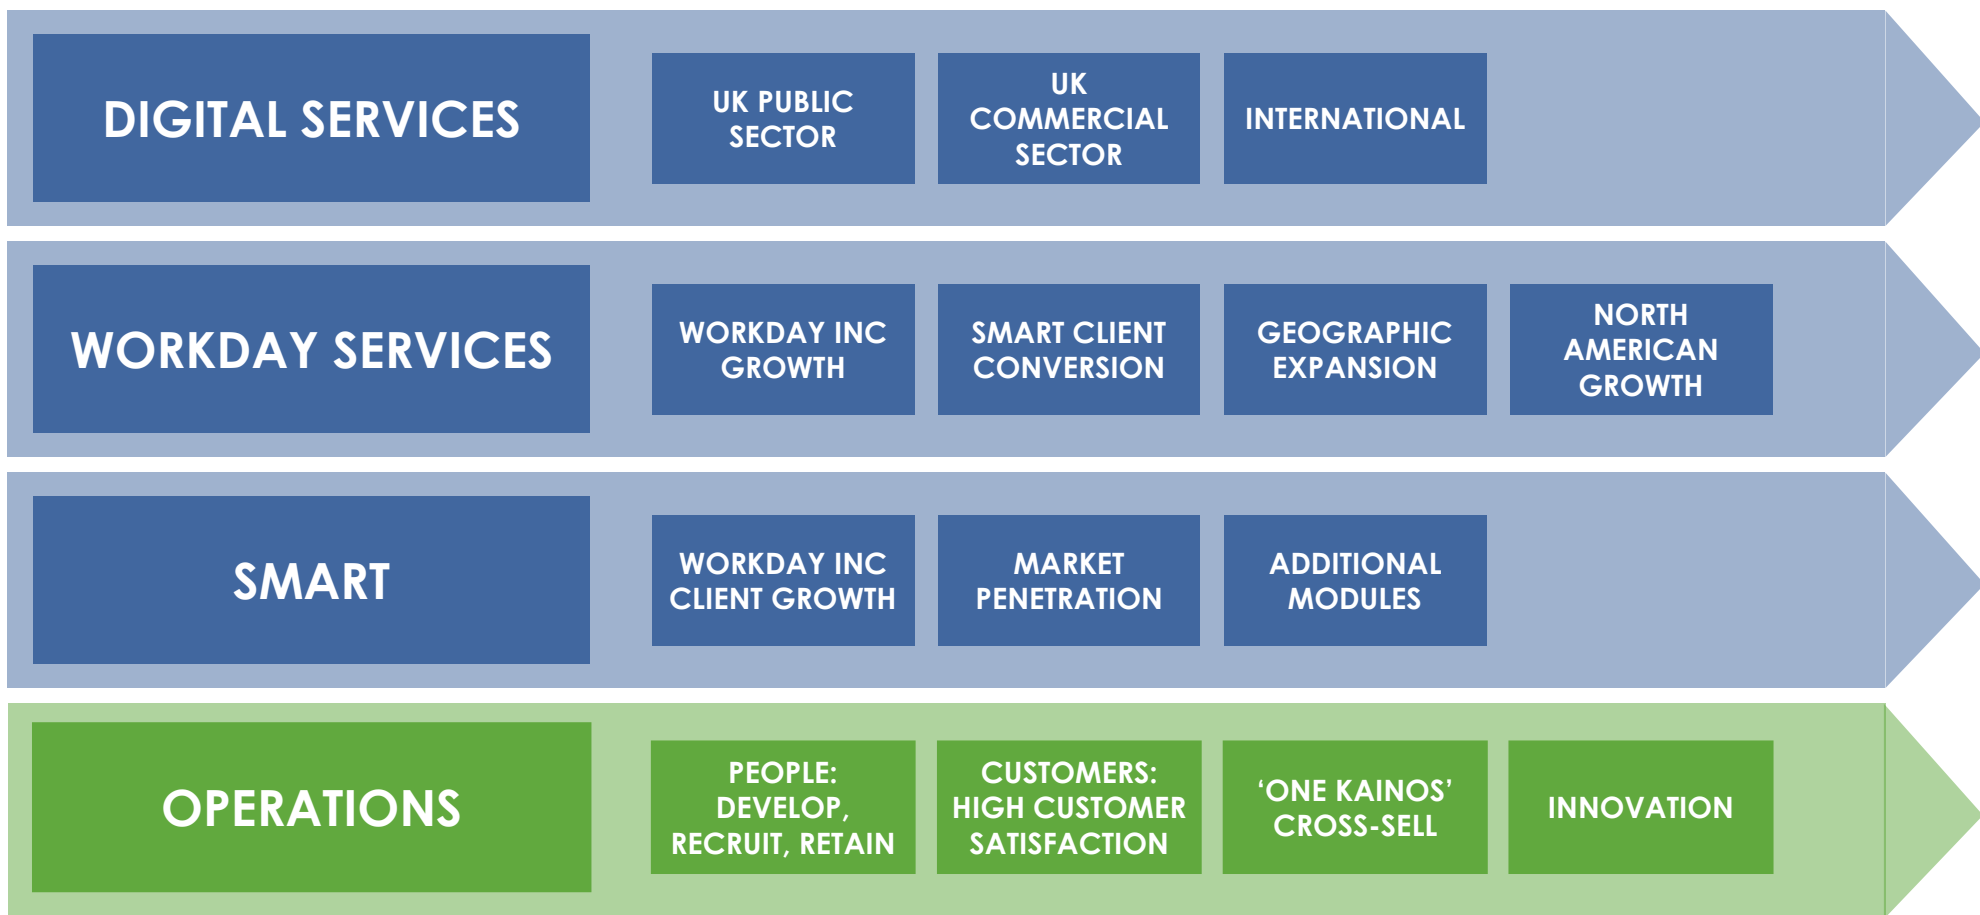 DIGITAL SERVICES
UK PUBLIC
SECTOR
UK
COMMERCIAL
SECTOR
INTERNATIONAL
WORKDAY SERVICES
WORKDAY INC
GROWTH
SMART CLIENT
CONVERSION
GEOGRAPHIC
EXPANSION
NORTH
AMERICAN
GROWTH
SMART
WORKDAY INC
CLIENT GROWTH
MARKET
PENETRATION
ADDITIONAL
MODULES
OPERATIONS
PEOPLE:
DEVELOP,
RECRUIT, RETAIN
CUSTOMERS:
HIGH CUSTOMER
SATISFACTION
‘ONE KAINOS’
CROSS-SELL
INNOVATION